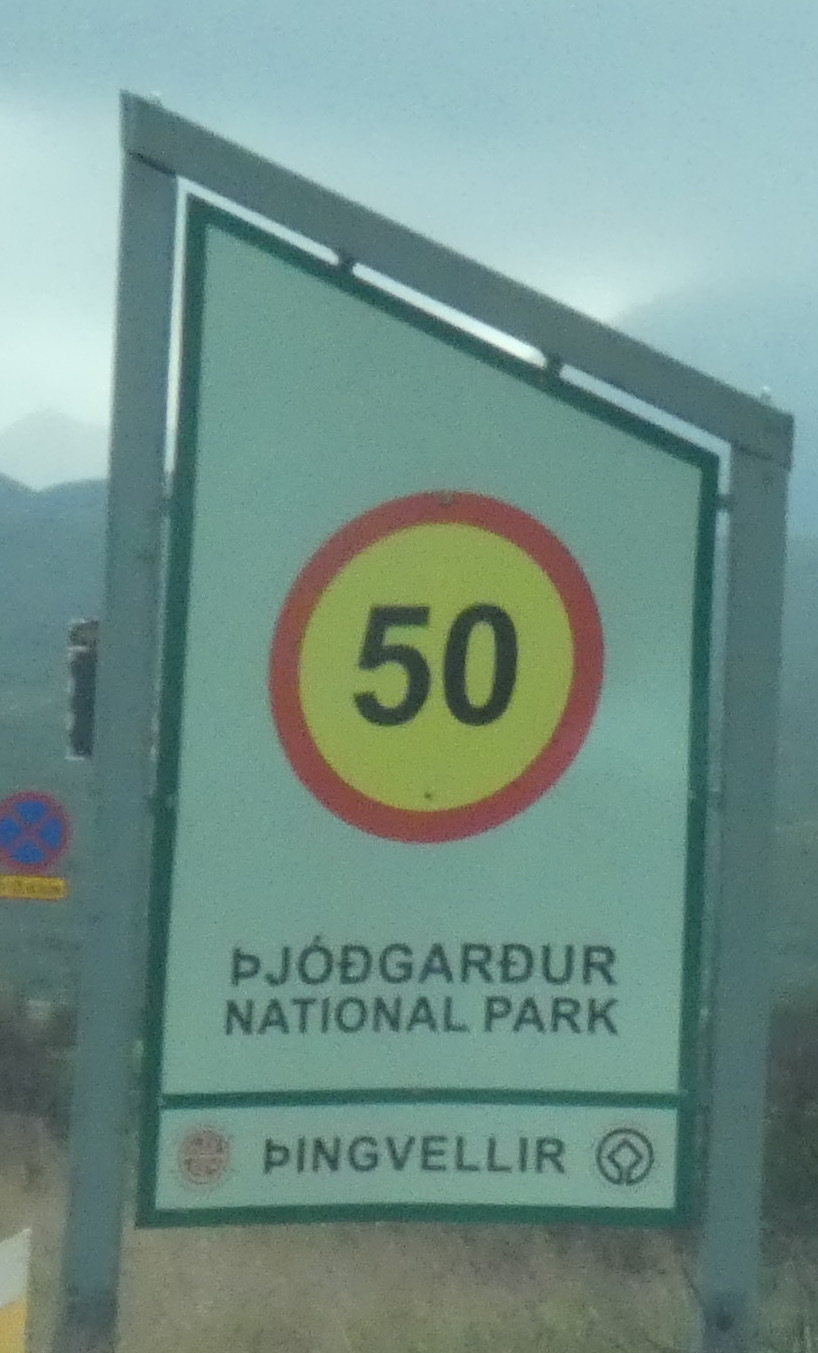 50
ÞJÓÐGARÐUR
NATIONAL PARK
ÞINGVELLIR